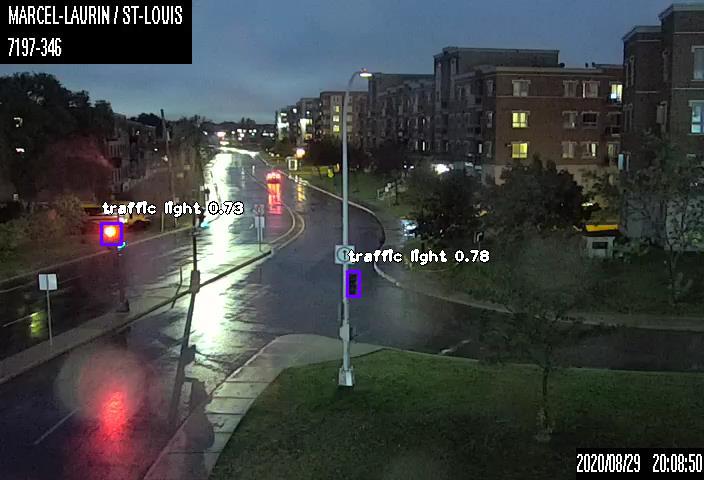 MARCEL-LAURIN / ST-LOUIS
7197-346
traffic light 0.73
traffic light 0.78
2020/08/29 20:08:50